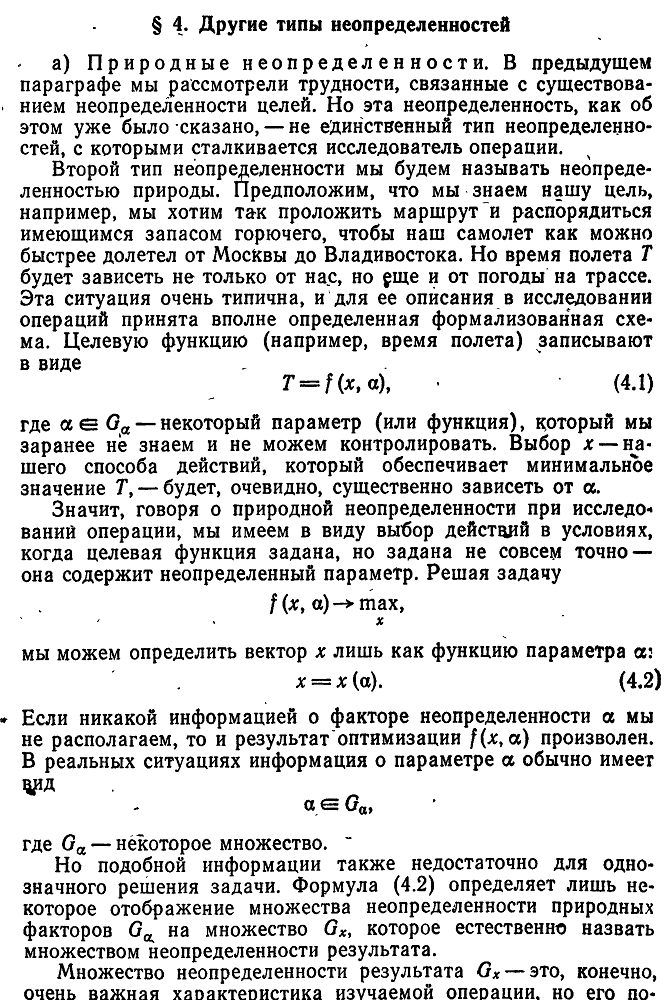 § 4. Другие типы неопределенностей
а) Природные неопределенности. В предыдущем
параграфе мы рассмотрели трудности, связанные с существова-
нием неопределенности целей. Но эта неопределенность, как об
этом уже было сказано, — не единственный тип неопределенно-
стей, с которыми сталкивается исследователь операции.
Второй тип неопределенности мы будем называть неопреде-
ленностью природы. Предположим, что мы знаем нашу цель,
например, мы хотим так проложить маршрут и распорядиться
имеющимся запасом горючего, чтобы наш самолет как можно
быстрее долетел от Москвы до Владивостока. Но время полета T
будет зависеть не только от нас, но еще и от погоды на трассе.
Эта ситуация очень типична, и для ее описания в исследовании
операций принята вполне определенная формализованная схе-
ма. Целевую функцию (например, время полета) записывают
в виде
T = f (x, α), (4.1)
где α ∈ Gα — некоторый параметр (или функция), который мы
заранее не знаем и не можем контролировать. Выбор x — на-
шего способа действий, который обеспечивает минимальное
значение T, — будет, очевидно, существенно зависеть от α.
Значит, говоря о природной неопределенности при исследо-
вании операции, мы имеем в виду выбор действий в условиях,
когда целевая функция задана, но задана не совсем точно —
она содержит неопределенный параметр. Решая задачу
f (x, α) → max,
x
мы можем определить вектор x лишь как функцию параметра α:
x = x (α). (4.2)
Если никакой информацией о факторе неопределенности α мы
не располагаем, то и результат оптимизации f (x, α) произволен.
В реальных ситуациях информация о параметре α обычно имеет
вид
α ∈ Gα,
где Gα — некоторое множество.
Но подобной информации также недостаточно для одно-
значного решения задачи. Формула (4.2) определяет лишь не-
которое отображение множества неопределенности природных
факторов Gα на множество Gx, которое естественно назвать
множеством неопределенности результата.
Множество неопределенности результата Gx — это, конечно,
очень важная характеристика изучаемой операции, но его по-